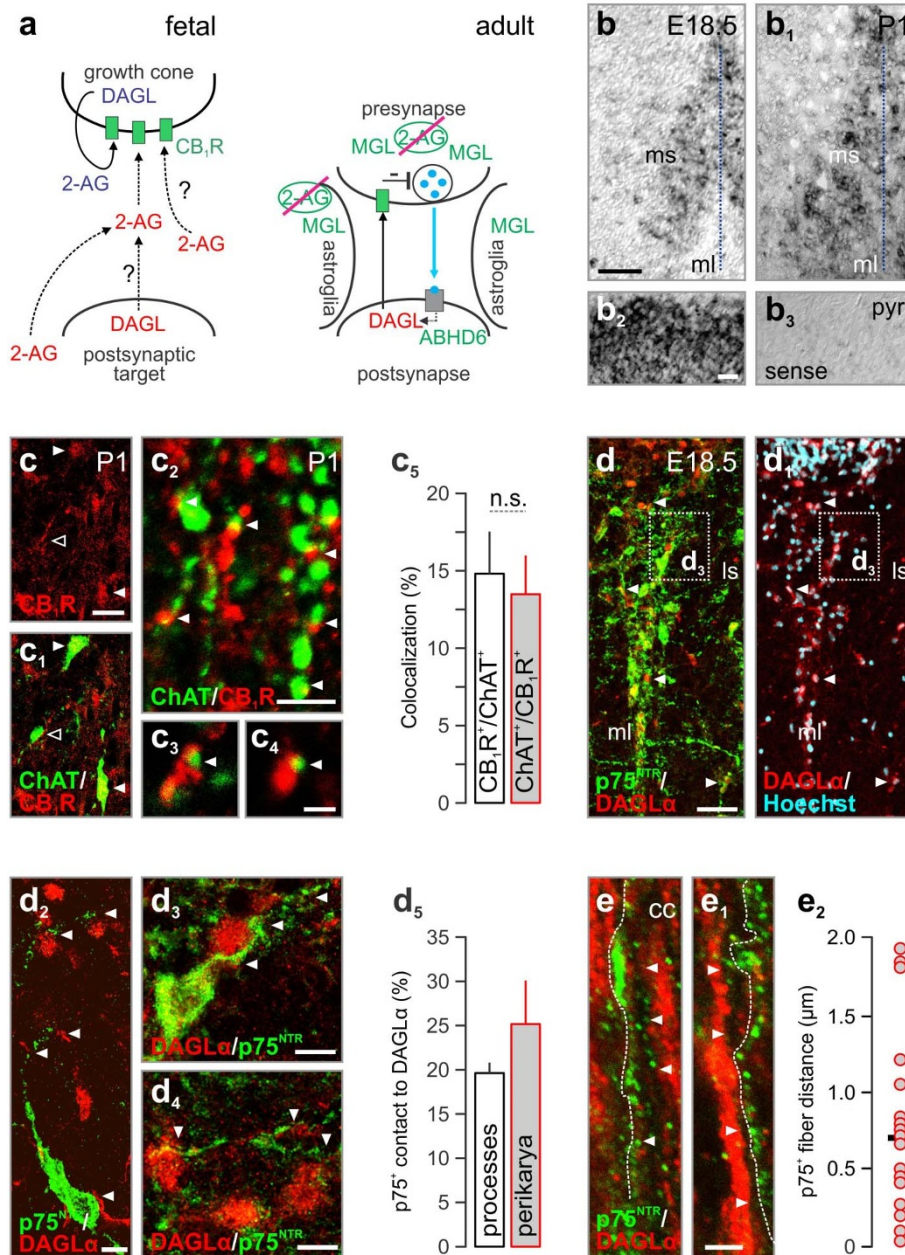 a fetal adult
growth cone
DAGL
CB₁R
2-AG
?
2-AG
2-AG
?
DAGL
2-AG
postsynaptic
target
presynapse
MGL 2-AG MGL
-
2-AG
MGL
MGL
astroglia
astroglia
DAGL
ABHD6
postsynapse
b E18.5
ms
ml
b₁ P1
ms
ml
b₂
b₃ pyr
sense
c P1
CB₁R
c₁
ChAT/
CB₁R
c₂ P1
ChAT/CB₁R
c₃
c₄
c₅
n.s.
Colocalization (%)
20
15
10
5
0
CB₁R⁺/ChAT⁺
ChAT⁺/CB₁R⁺
d E18.5
d₃
ls
ml
p75ᴺᵀᴿ/
DAGLα
d₁
d₃
ls
ml
DAGLα/
Hoechst
d₂
p75ᴺ/
DAGLα
d₃
DAGLα/p75ᴺᵀᴿ
d₄
DAGLα/p75ᴺᵀᴿ
d₅
p75⁺ contact to DAGLα (%)
35
30
25
20
15
10
5
0
processes
perikarya
e cc
p75ᴺᵀᴿ/
DAGLα
e₁
e₂
p75⁺ fiber distance (μm)
2.0
1.5
1.0
0.5
0